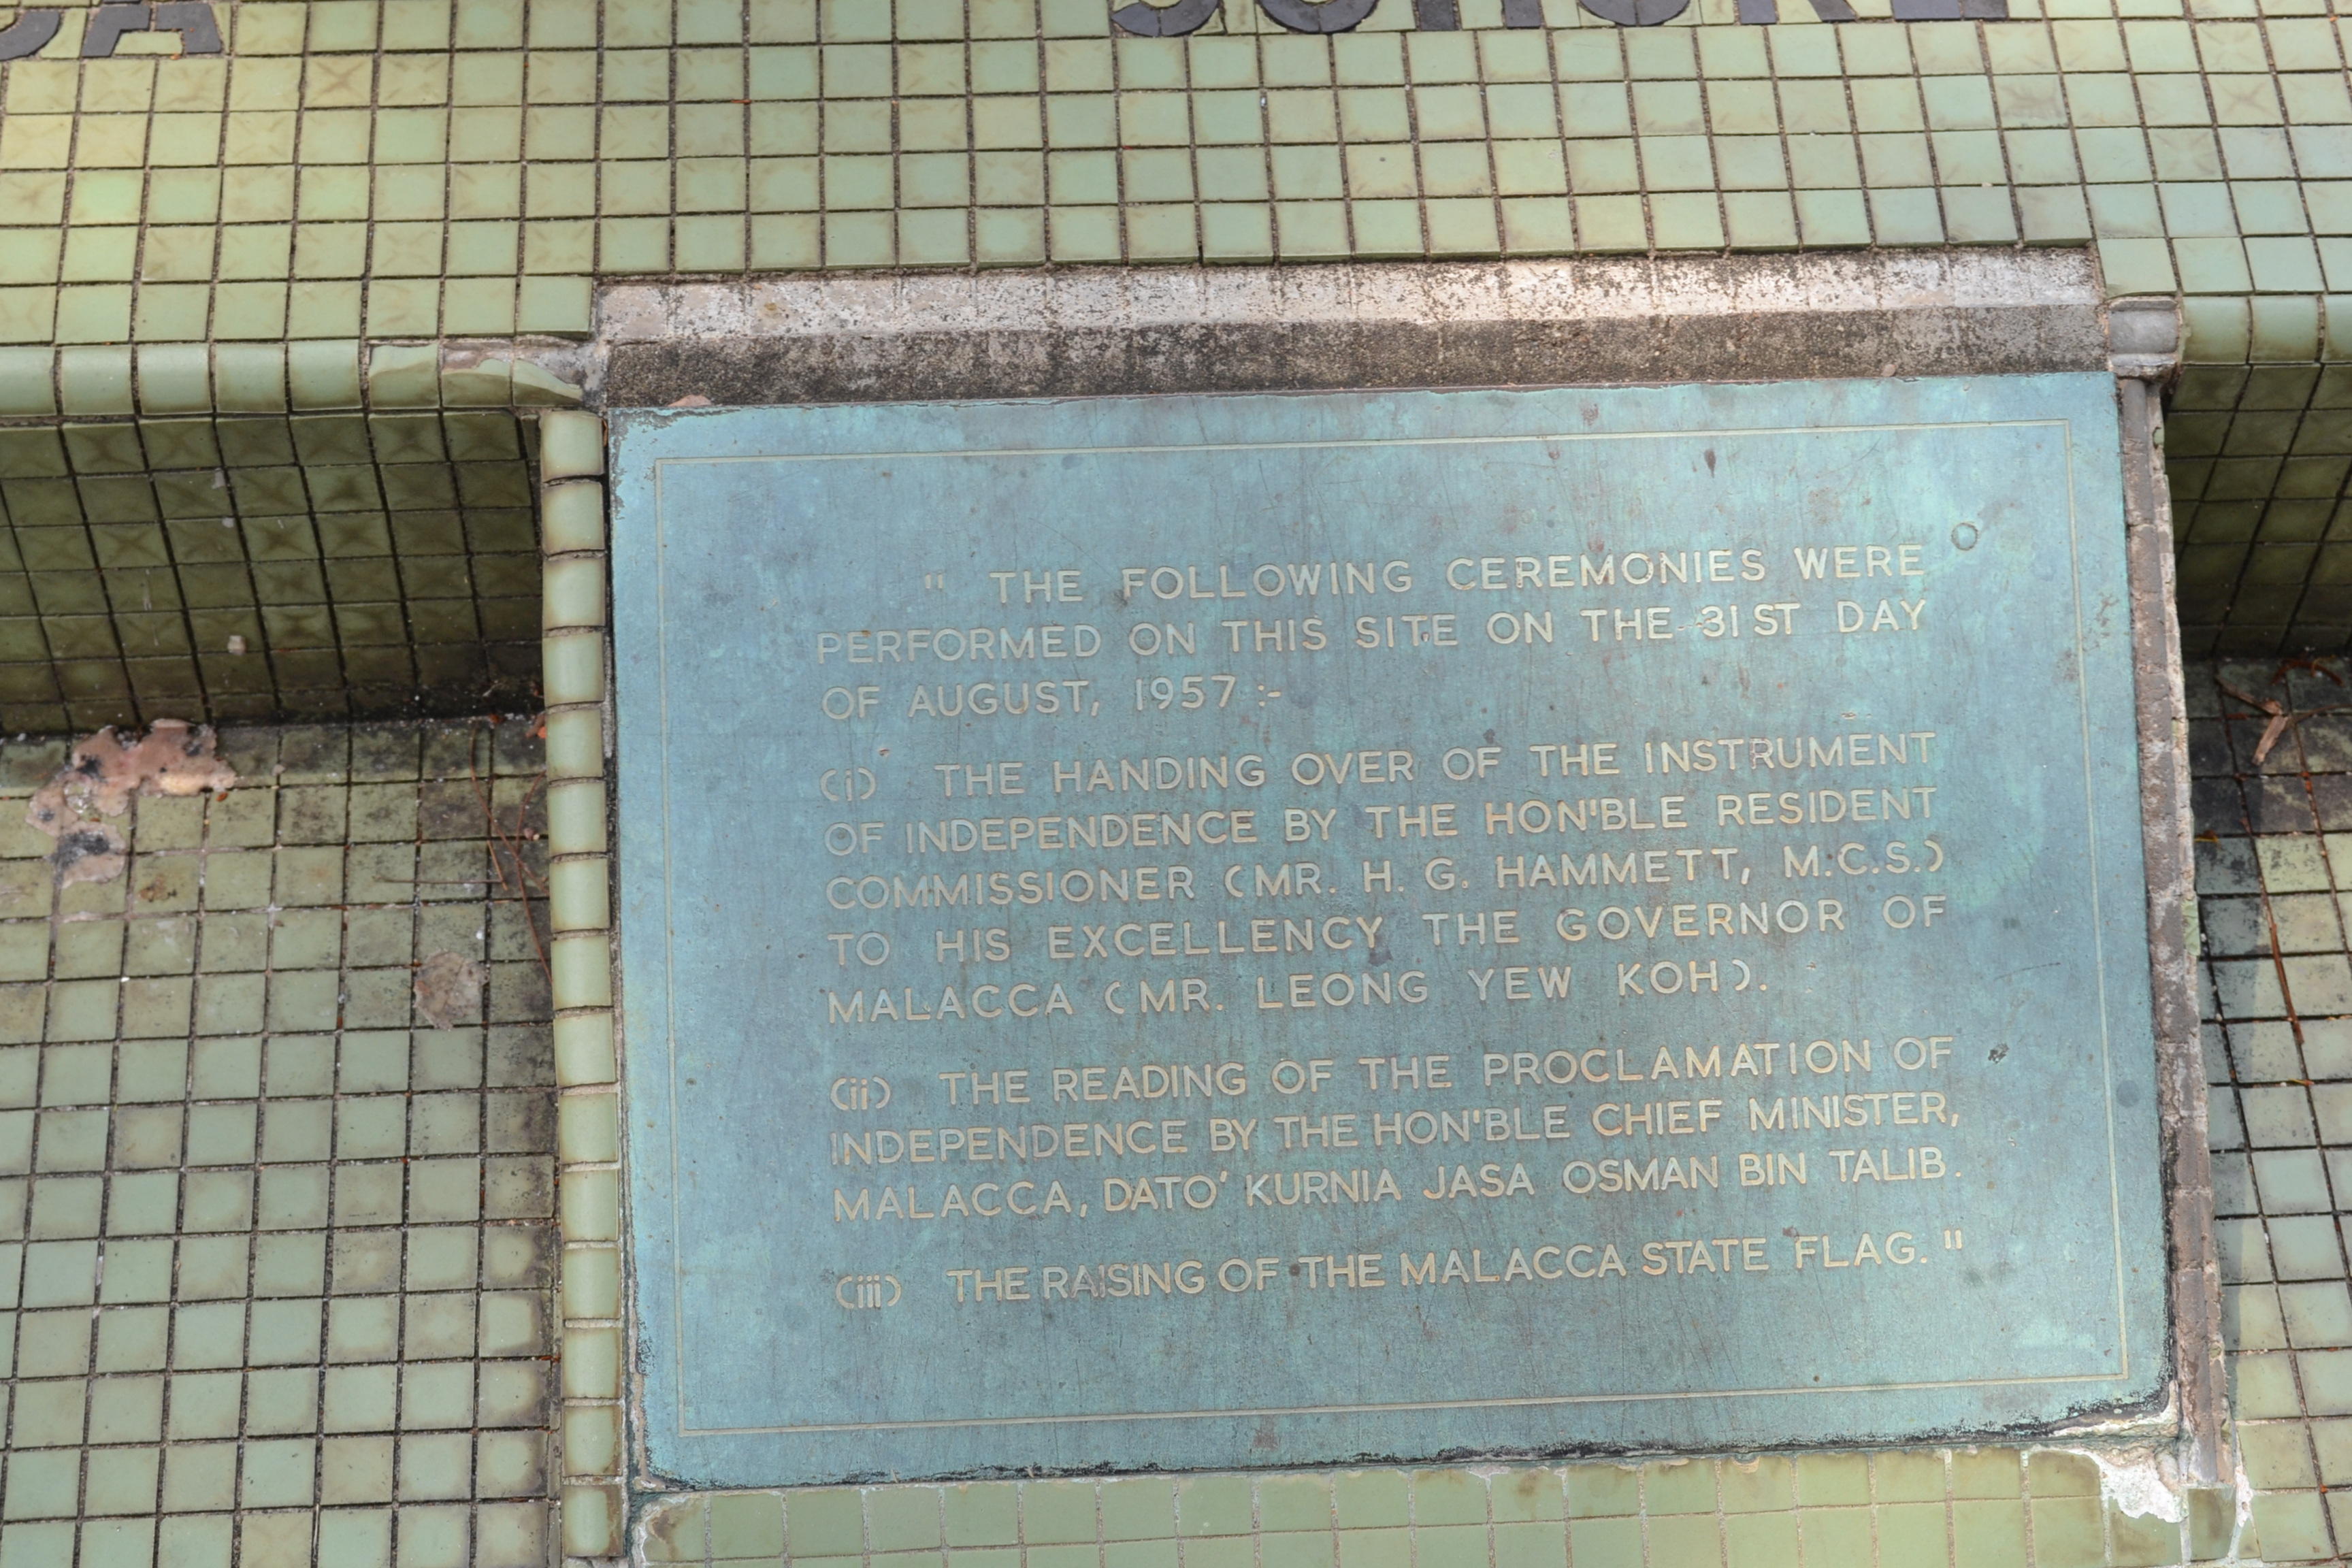 " THE FOLLOWING CEREMONIES WERE
PERFORMED ON THIS SITE ON THE 31ST DAY
OF AUGUST, 1957 :-
(i) THE HANDING OVER OF THE INSTRUMENT
OF INDEPENDENCE BY THE HON'BLE RESIDENT
COMMISSIONER (MR. H. G. HAMMETT, M.C.S.)
TO HIS EXCELLENCY THE GOVERNOR OF
MALACCA (MR. LEONG YEW KOH).
(ii) THE READING OF THE PROCLAMATION OF
INDEPENDENCE BY THE HON'BLE CHIEF MINISTER,
MALACCA, DATO' KURNIA JASA OSMAN BIN TALIB.
(iii) THE RAISING OF THE MALACCA STATE FLAG. "